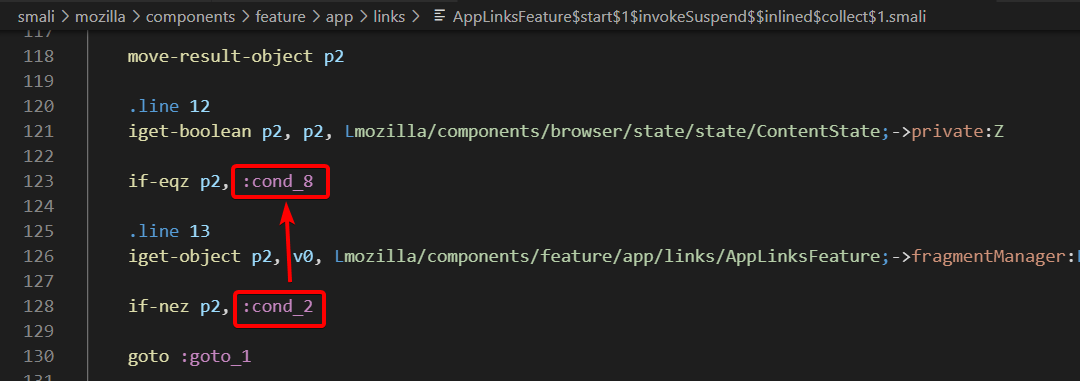 smali > mozilla > components > feature > app > links > AppLinksFeature$start$1$invokeSuspend$$inlined$collect$1.smali
117
118 move-result-object p2
119
120 .line 12
121 iget-boolean p2, p2, Lmozilla/components/browser/state/state/ContentState;->private:Z
122
123 if-eqz p2, :cond_8
124
125 .line 13
126 iget-object p2, v0, Lmozilla/components/feature/app/links/AppLinksFeature;->fragmentManager:
127
128 if-nez p2, :cond_2
129
130 goto :goto_1
131